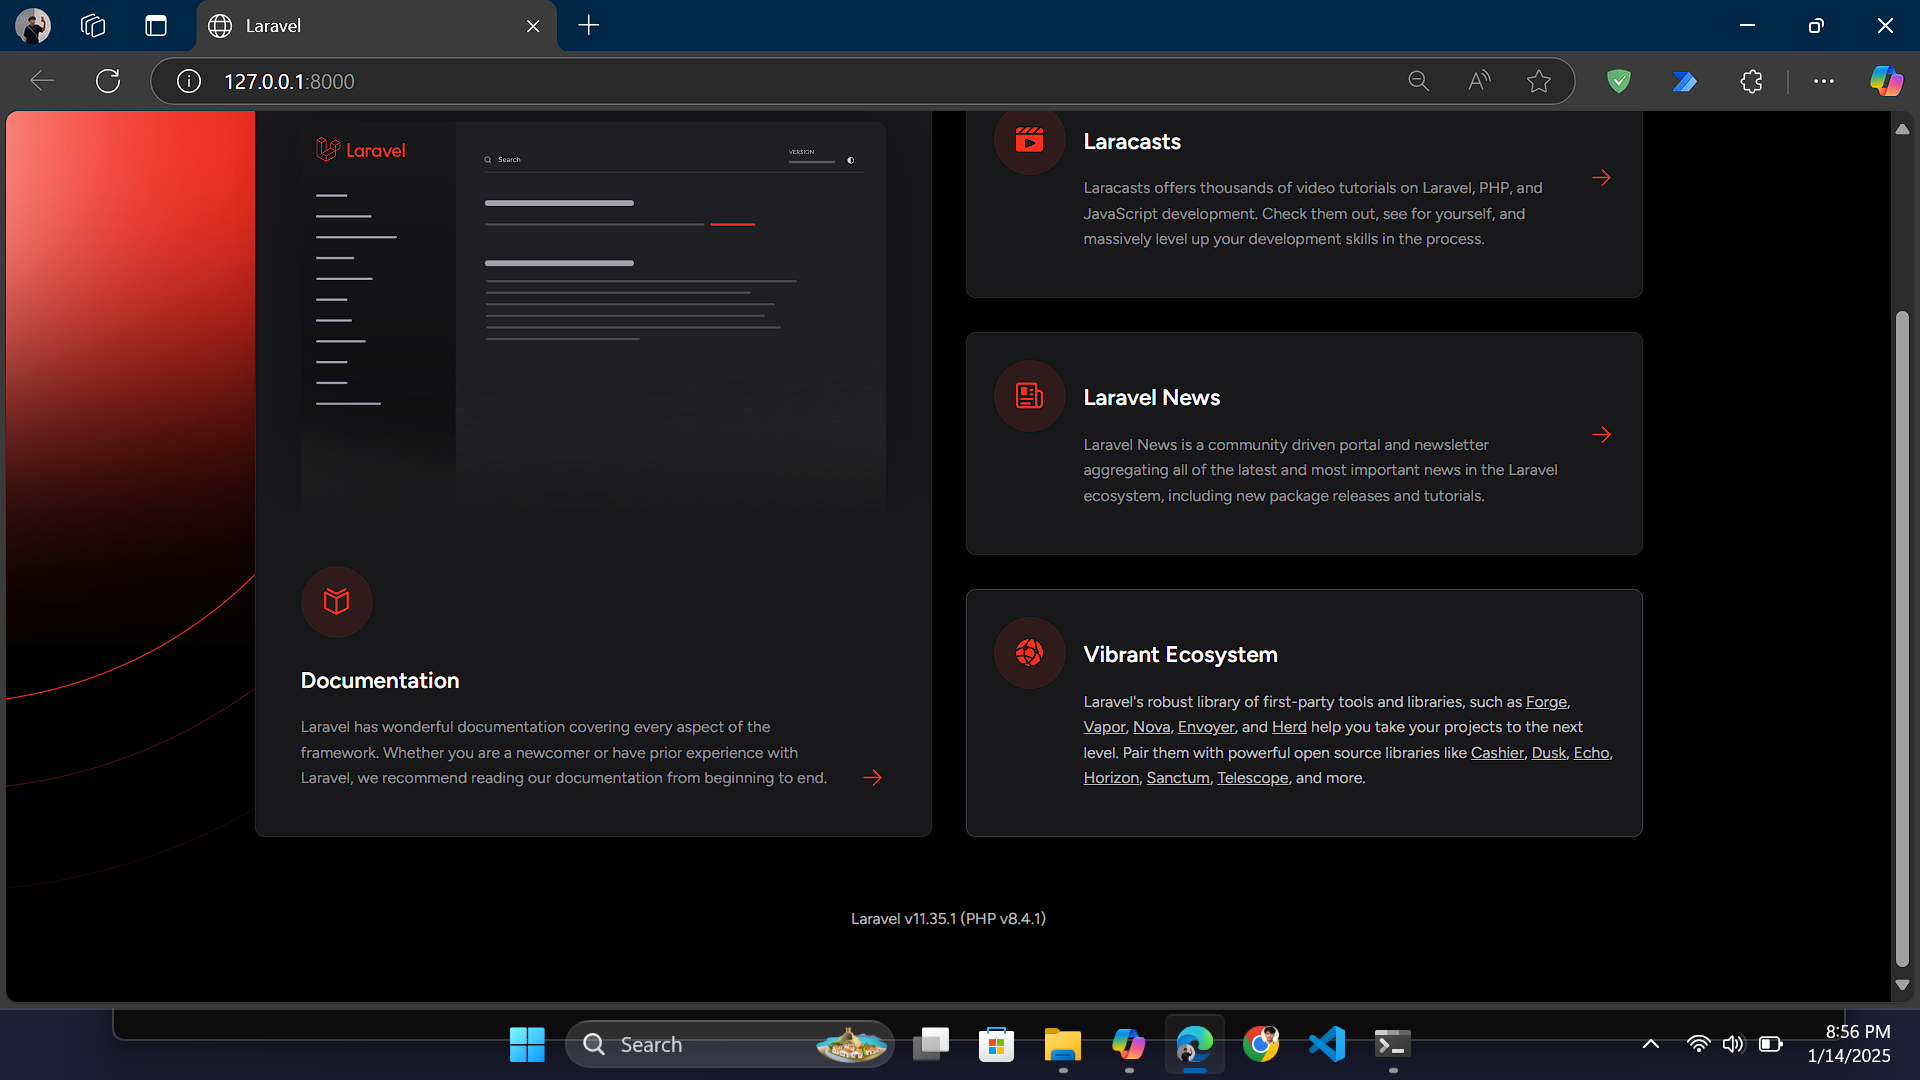 Laravel
127.0.0.1:8000
Laravel
Search
VERSION
Documentation
Laravel has wonderful documentation covering every aspect of the
framework. Whether you are a newcomer or have prior experience with
Laravel, we recommend reading our documentation from beginning to end.
Laracasts
Laracasts offers thousands of video tutorials on Laravel, PHP, and
JavaScript development. Check them out, see for yourself, and
massively level up your development skills in the process.
Laravel News
Laravel News is a community driven portal and newsletter
aggregating all of the latest and most important news in the Laravel
ecosystem, including new package releases and tutorials.
Vibrant Ecosystem
Laravel's robust library of first-party tools and libraries, such as Forge,
Vapor, Nova, Envoyer, and Herd help you take your projects to the next
level. Pair them with powerful open source libraries like Cashier, Dusk, Echo,
Horizon, Sanctum, Telescope, and more.
Laravel v11.35.1 (PHP v8.4.1)
Search
8:56 PM
1/14/2025